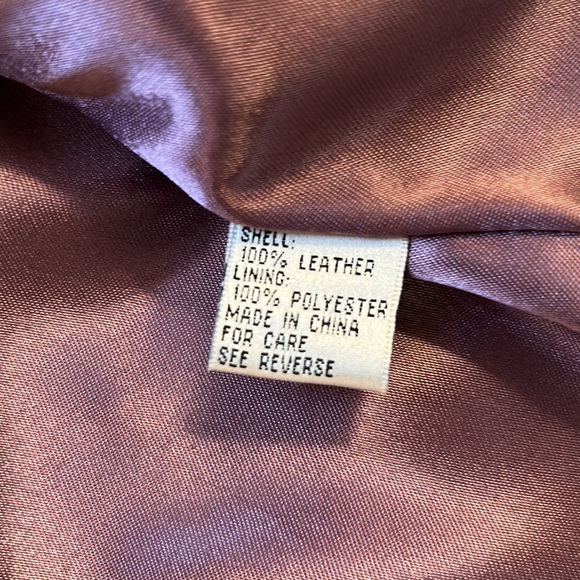 SHELL:
100% LEATHER
LINING:
100% POLYESTER
MADE IN CHINA
FOR CARE
SEE REVERSE